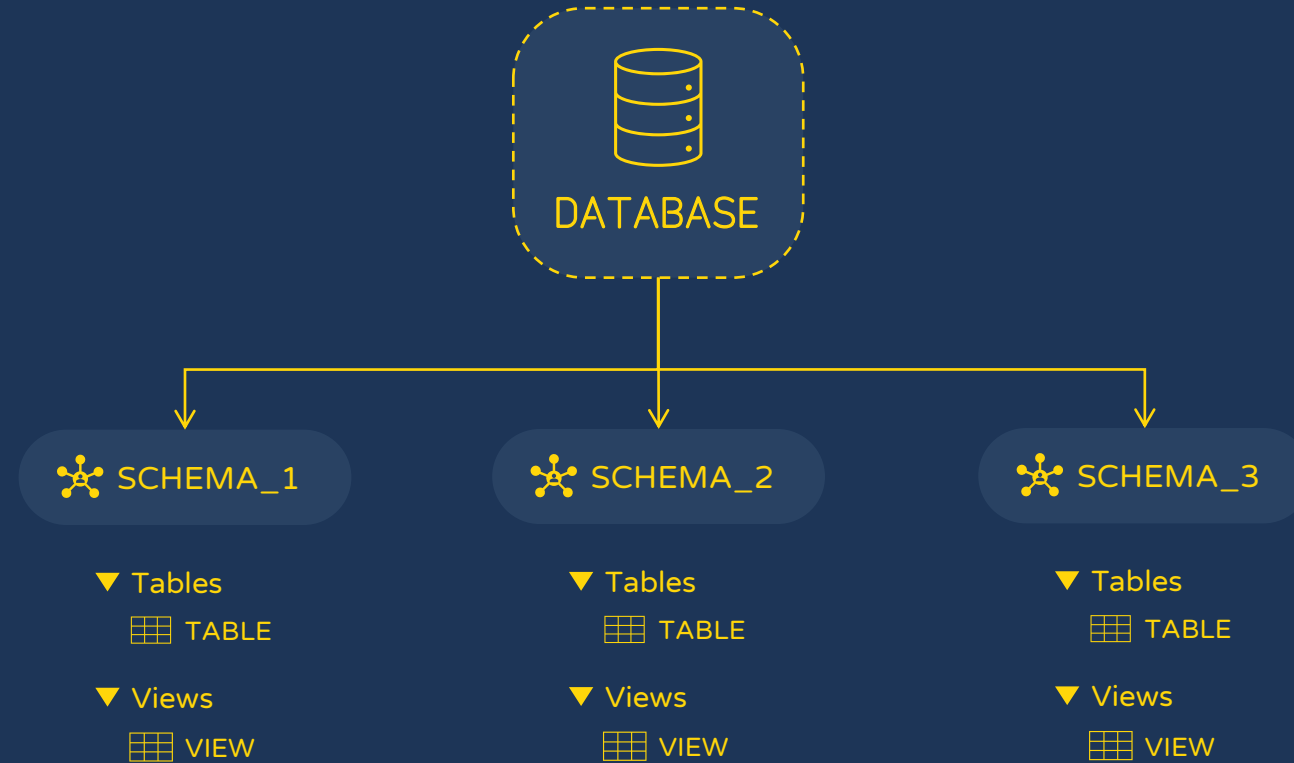 DATABASE
SCHEMA_1
Tables
TABLE
Views
VIEW
SCHEMA_2
Tables
TABLE
Views
VIEW
SCHEMA_3
Tables
TABLE
Views
VIEW